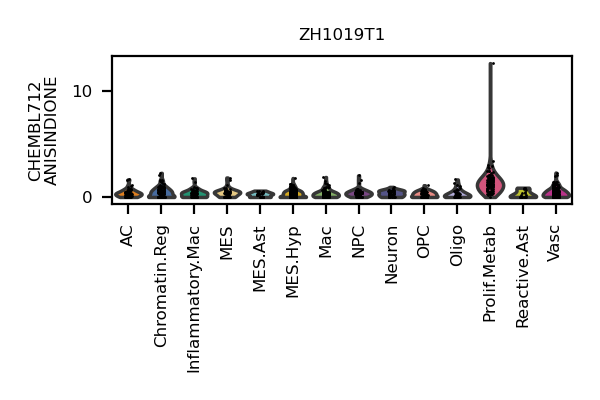 ZH1019T1
CHEMBL712
ANISINDIONE
10
0
AC
Chromatin.Reg
Inflammatory.Mac
MES
MES.Ast
MES.Hyp
Mac
NPC
Neuron
OPC
Oligo
Prolif.Metab
Reactive.Ast
Vasc